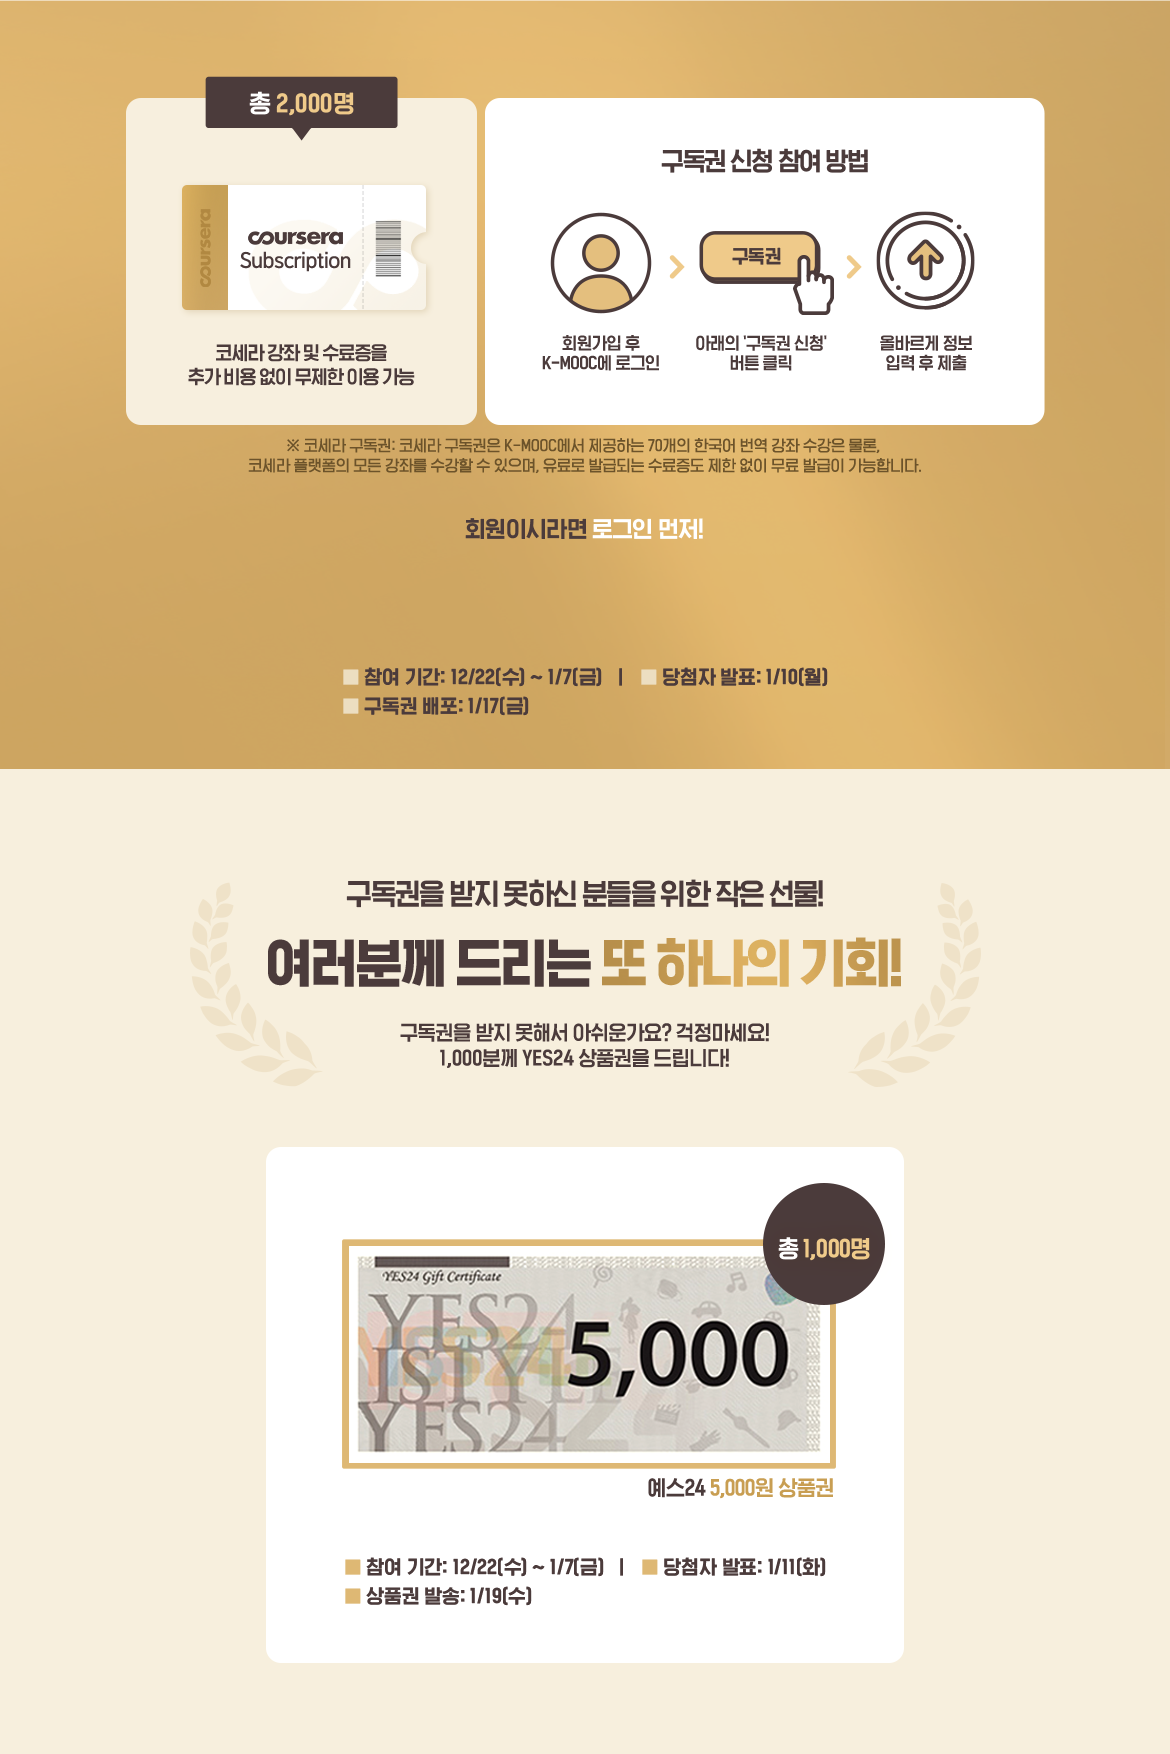 총 2,000명
coursera
coursera
Subscription
코세라 강좌 및 수료증을
추가 비용 없이 무제한 이용 가능
구독권 신청 참여 방법
구독권
회원가입 후
K-MOOC에 로그인
아래의 '구독권 신청'
버튼 클릭
올바르게 정보
입력 후 제출
※ 코세라 구독권: 코세라 구독권은 K-MOOC에서 제공하는 70개의 한국어 번역 강좌 수강은 물론,
코세라 플랫폼의 모든 강좌를 수강할 수 있으며, 유료로 발급되는 수료증도 제한 없이 무료 발급이 가능합니다.
회원이시라면 로그인 먼저!
참여 기간: 12/22(수) ~ 1/7(금) | 당첨자 발표: 1/10(월)
구독권 배포: 1/17(금)
구독권을 받지 못하신 분들을 위한 작은 선물!
여러분께 드리는 또 하나의 기회!
구독권을 받지 못해서 아쉬운가요? 걱정마세요!
1,000분께 YES24 상품권을 드립니다!
총 1,000명
YES24 Gift Certificate
YES24
YES24
ISTYLE
YES24
5,000
예스24 5,000원 상품권
참여 기간: 12/22(수) ~ 1/7(금) | 당첨자 발표: 1/11(화)
상품권 발송: 1/19(수)